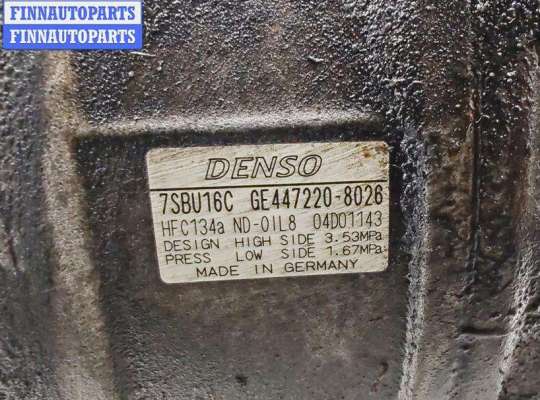 FINNAUTOPARTS
FINNAUTOPARTS
DENSO
7SBU16C GE447220-8026
HFC134a ND-OIL8 04D01143
DESIGN HIGH SIDE 3.53MPa
PRESS LOW SIDE 1.67MPa
MADE IN GERMANY